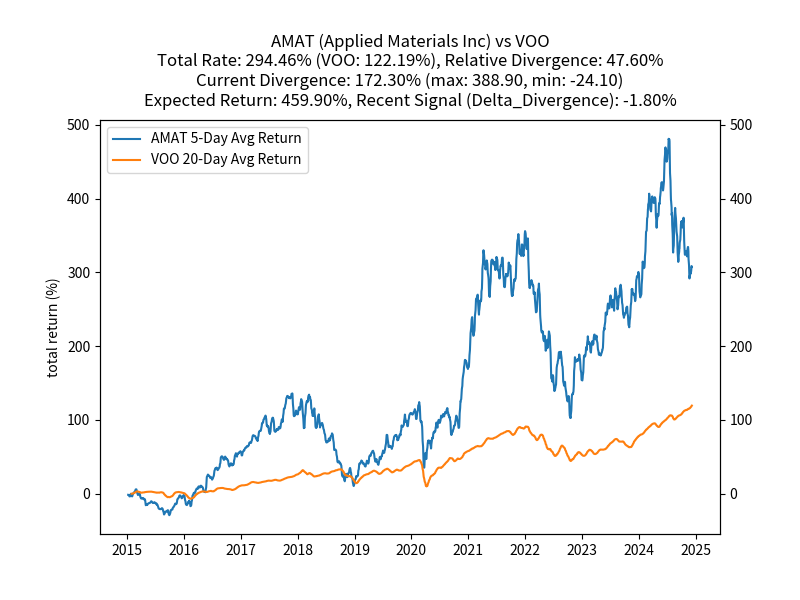 AMAT (Applied Materials Inc) vs VOO
Total Rate: 294.46% (VOO: 122.19%), Relative Divergence: 47.60%
Current Divergence: 172.30% (max: 388.90, min: -24.10)
Expected Return: 459.90%, Recent Signal (Delta_Divergence): -1.80%
AMAT 5-Day Avg Return
VOO 20-Day Avg Return
total return (%)
500 500
400 400
300 300
200 200
100 100
0 0
2015 2016 2017 2018 2019 2020 2021 2022 2023 2024 2025